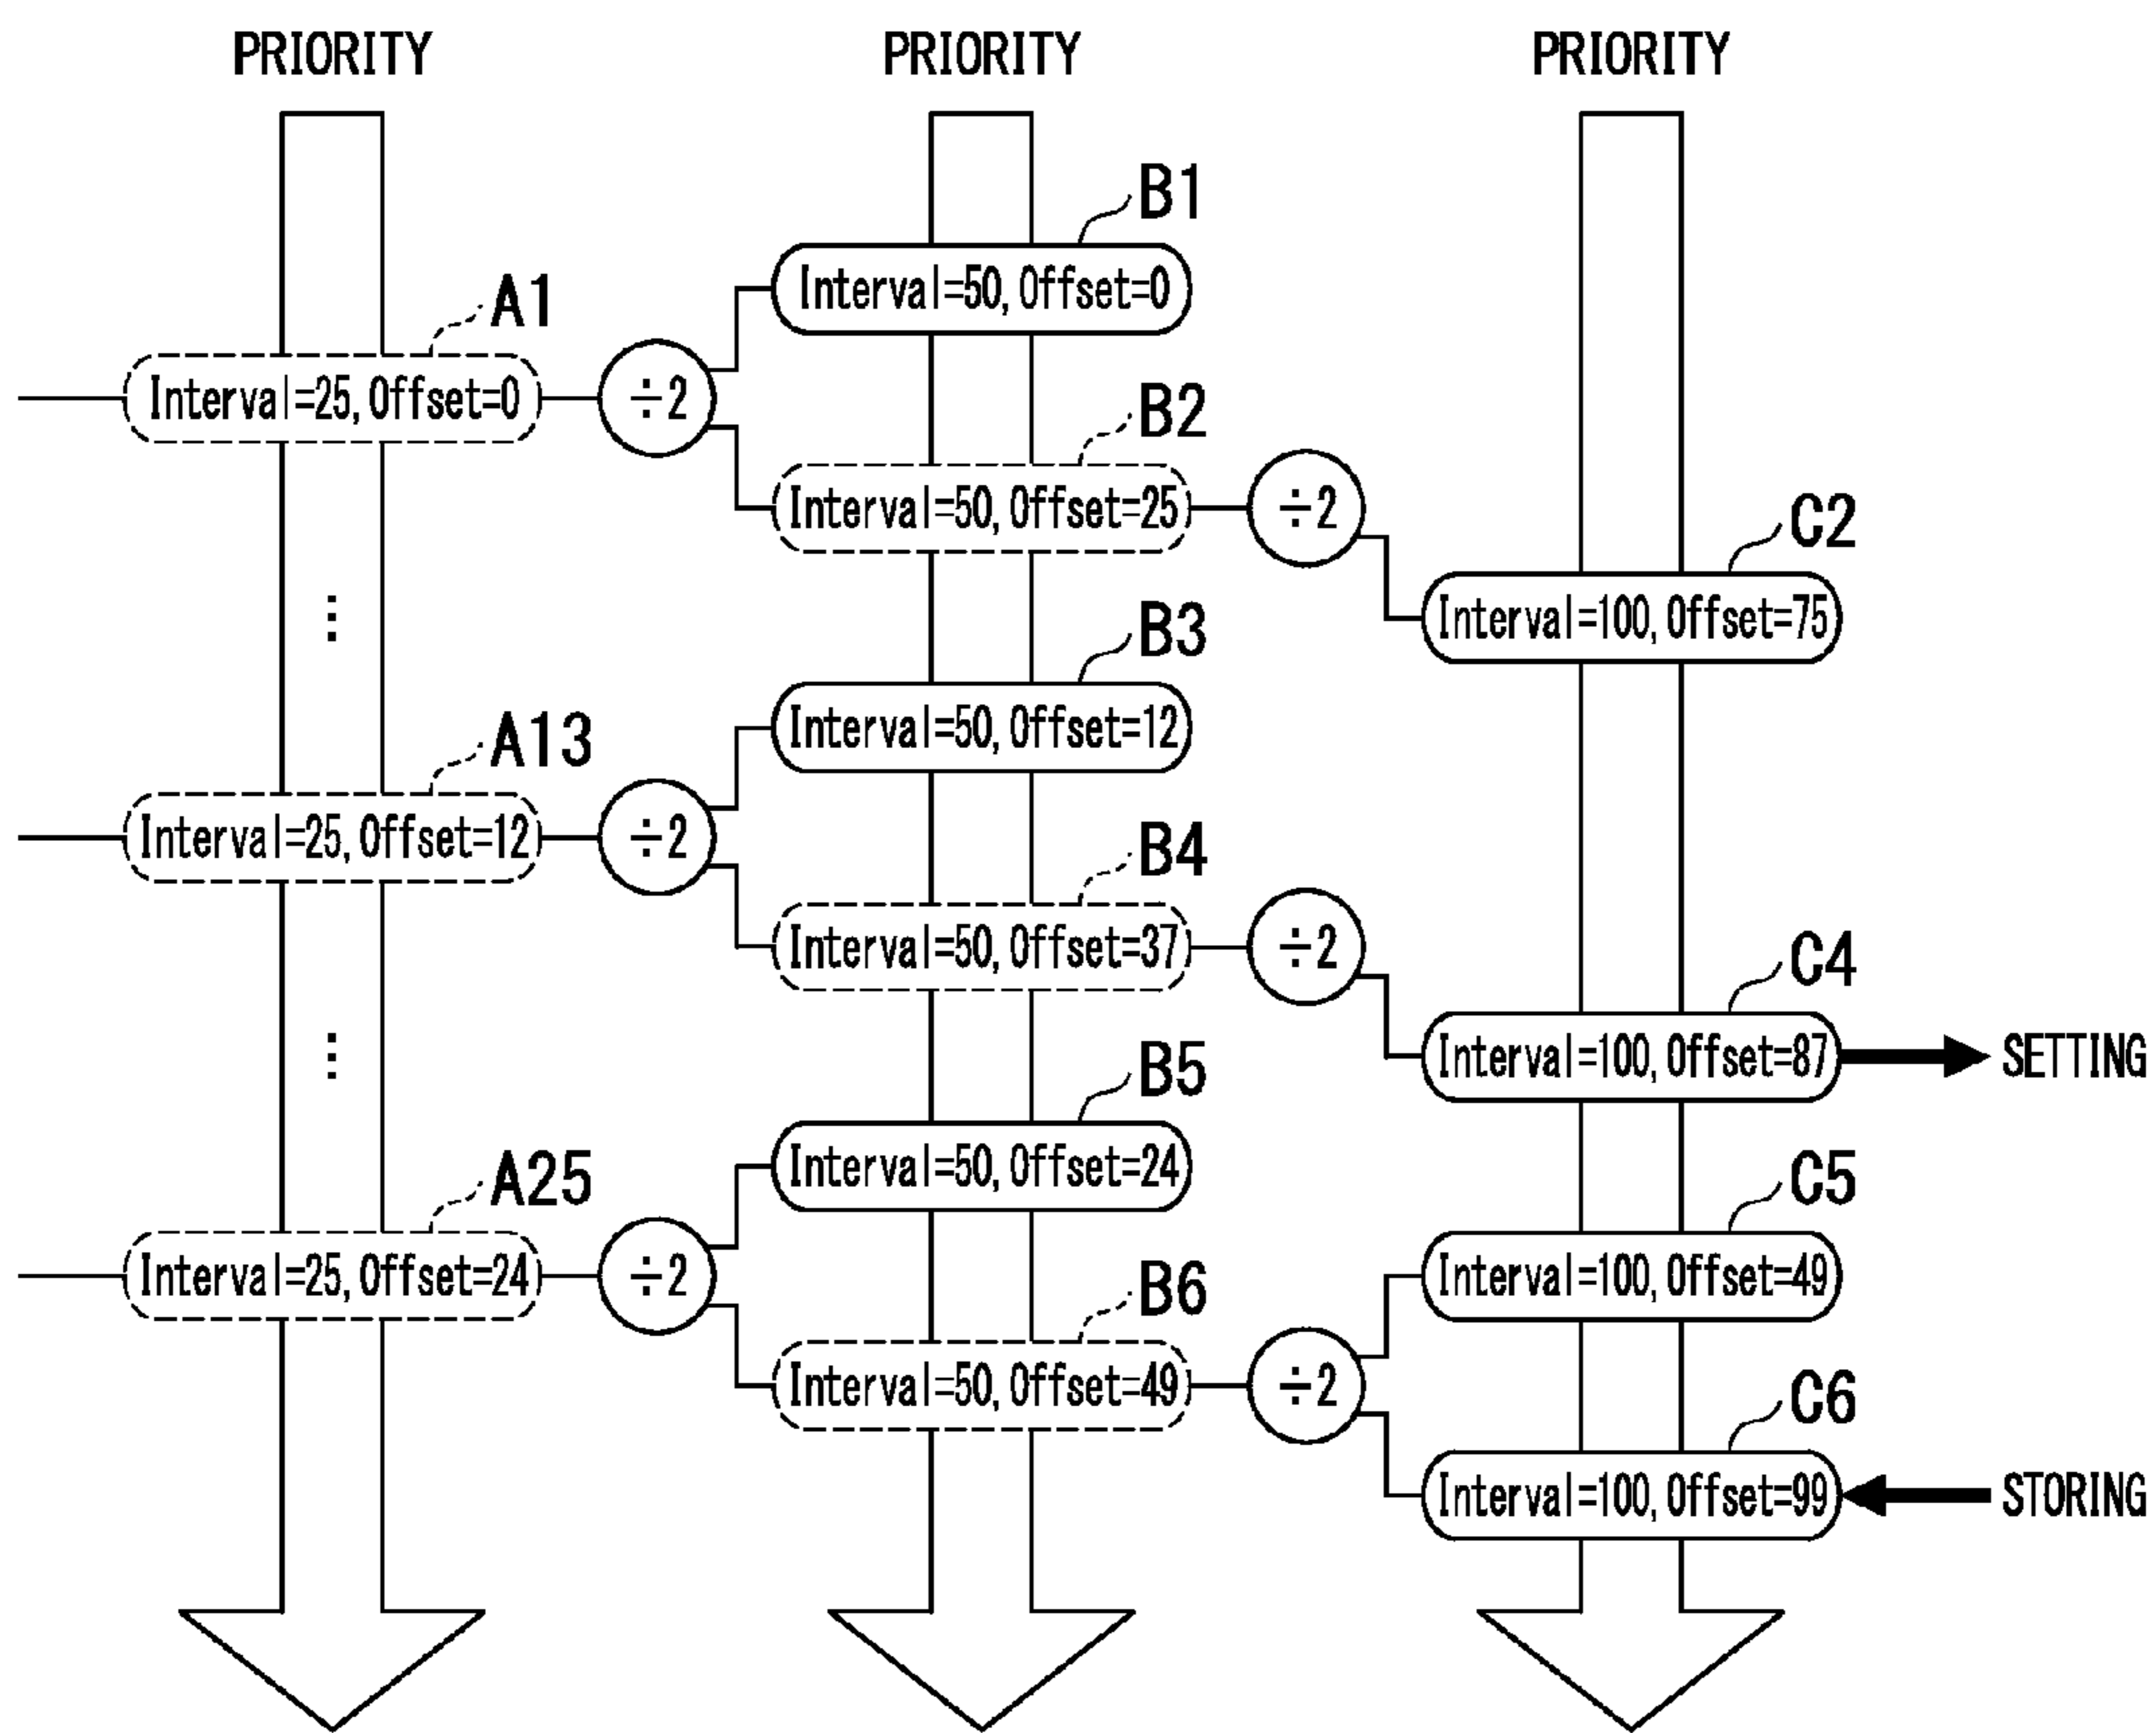 PRIORITY PRIORITY PRIORITY
B1
Interval=50, Offset=0
A1
Interval=25, Offset=0
÷2
B2
Interval=50, Offset=25
÷2
C2
Interval=100, Offset=75
⋮
B3
Interval=50, Offset=12
A13
Interval=25, Offset=12
÷2
B4
Interval=50, Offset=37
÷2
C4
Interval=100, Offset=87
SETTING
⋮
B5
Interval=50, Offset=24
A25
Interval=25, Offset=24
÷2
C5
Interval=100, Offset=49
B6
Interval=50, Offset=49
÷2
C6
Interval=100, Offset=99
STORING